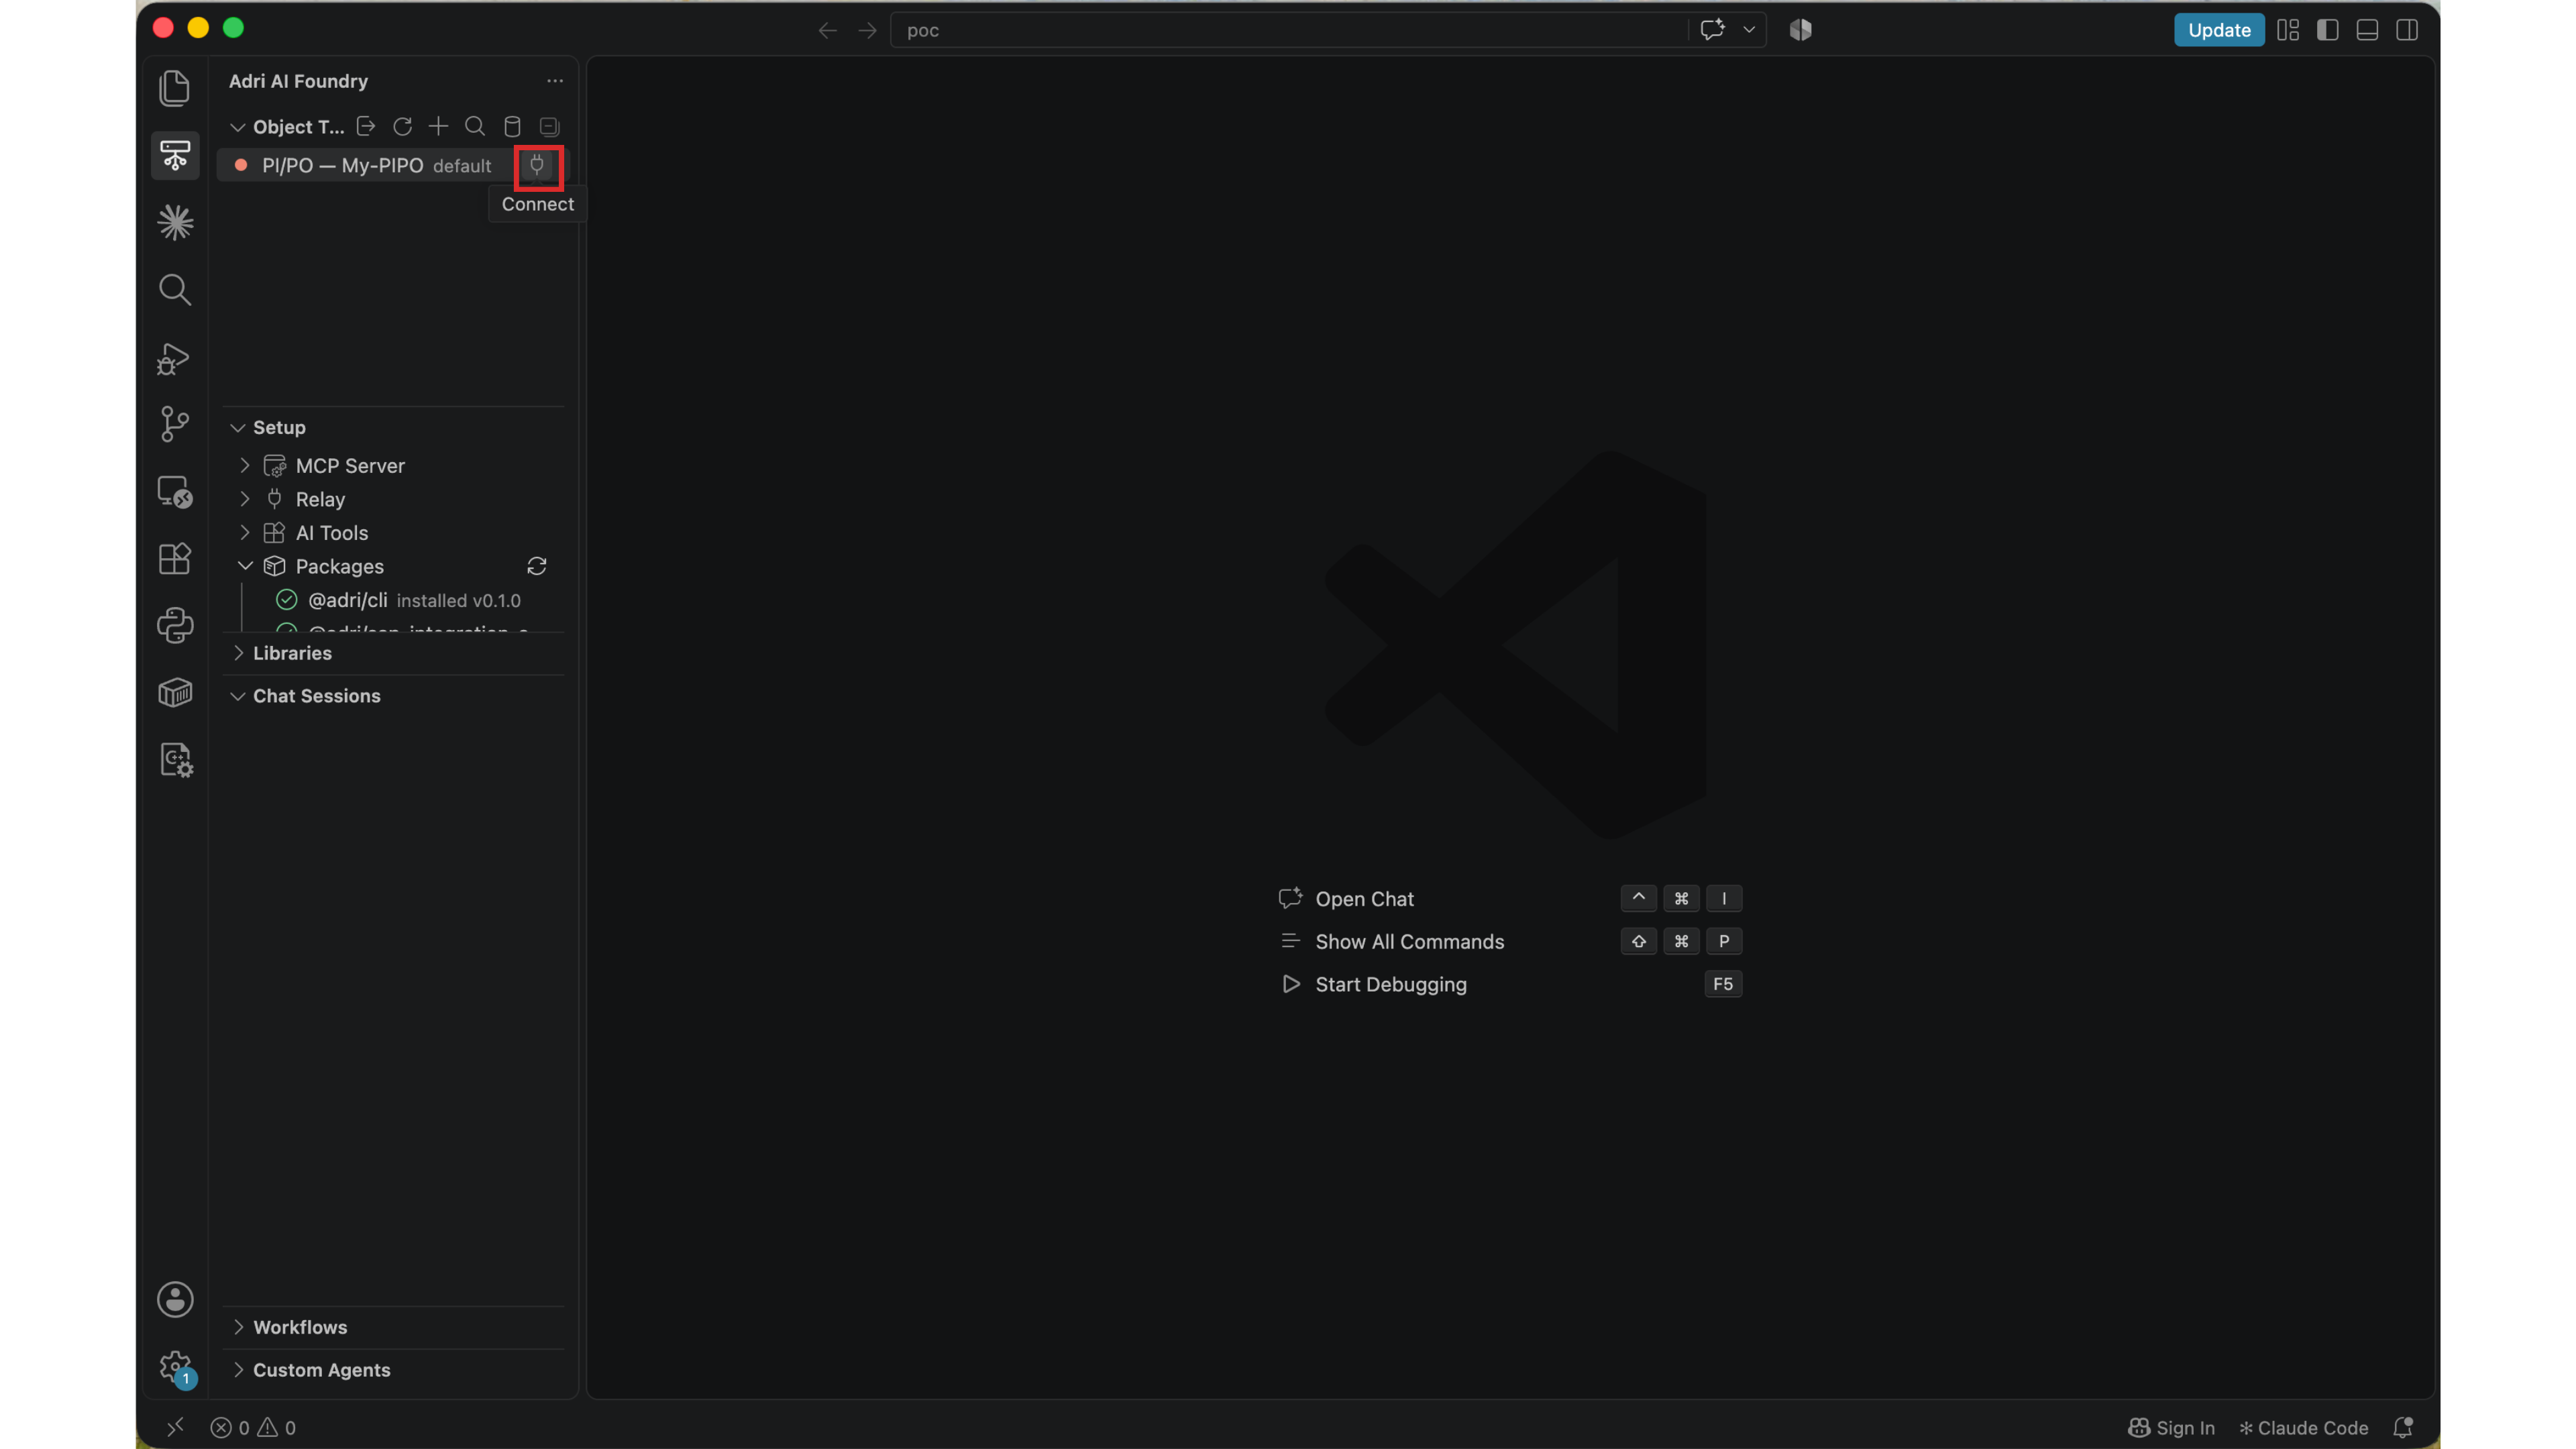 poc
Update
Adri AI Foundry
Object T...
PI/PO — My-PIPO default
Connect
Setup
MCP Server
Relay
AI Tools
Packages
@adri/cli installed v0.1.0
Libraries
Chat Sessions
Open Chat ^ ⌘ I
Show All Commands ⇧ ⌘ P
Start Debugging F5
Workflows
Custom Agents
1
0 0
Sign In
Claude Code